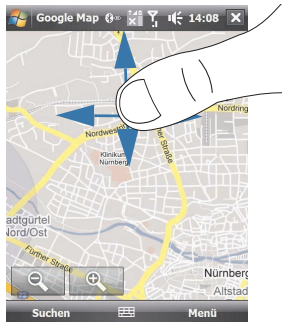 Google Map
14:08
Nordring
Nordwestring
Klinikum
Nürnberg
Straße
adtgürtel
Nord/Ost
Fürther Straße
Nürnberg
Altstad
Suchen
Menü